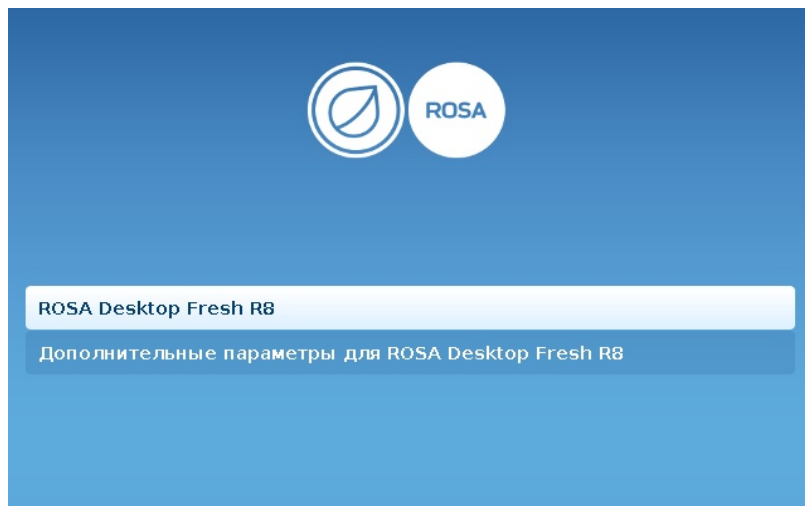 ROSA
ROSA Desktop Fresh R8
Дополнительные параметры для ROSA Desktop Fresh R8